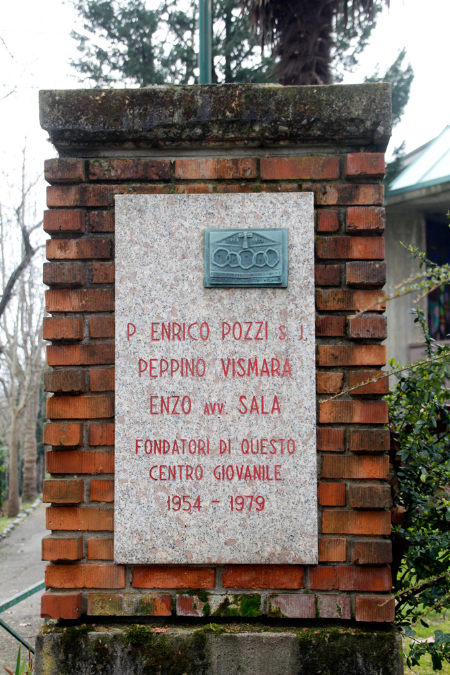 P. ENRICO POZZI S. I.
PEPPINO VISMARA
ENZO AVV. SALA
FONDATORI DI QUESTO
CENTRO GIOVANILE
1954 - 1979